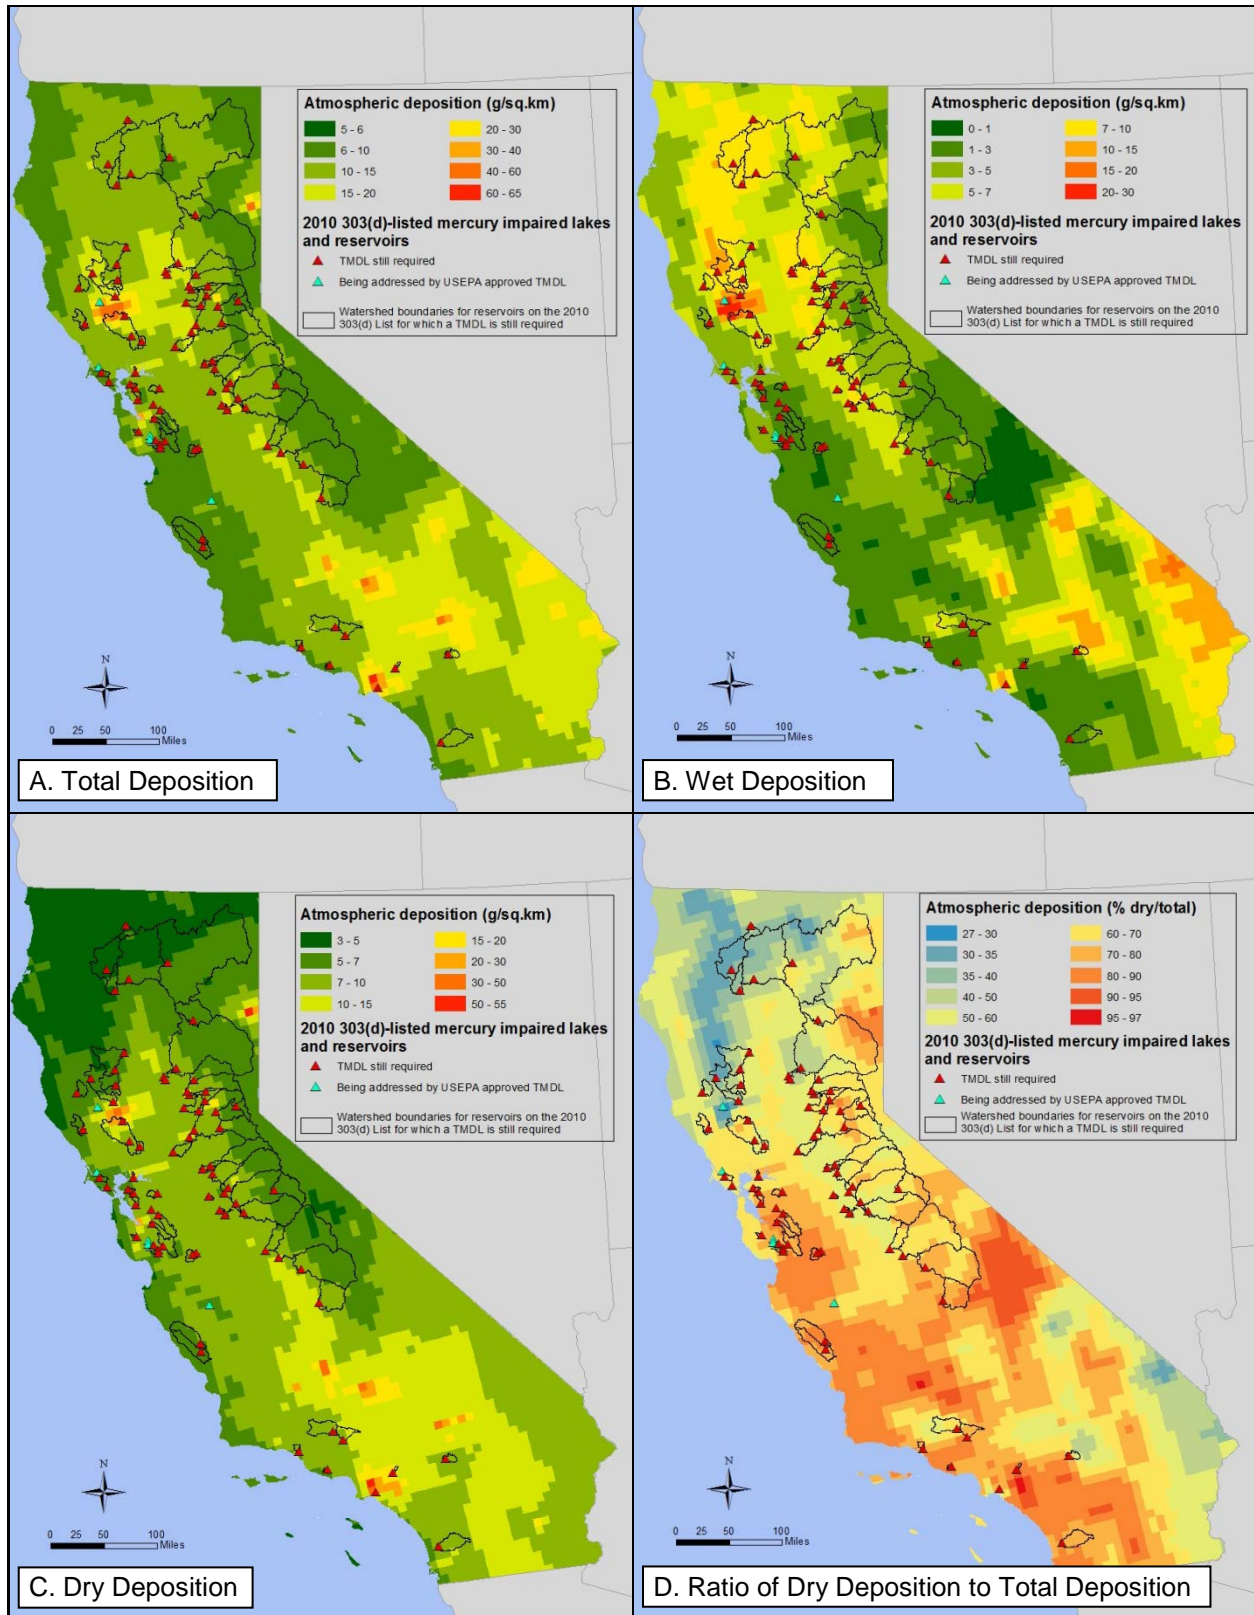 Atmospheric deposition (g/sq.km)
5 - 6
20 - 30
6 - 10
30 - 40
10 - 15
40 - 60
15 - 20
60 - 65
2010 303(d)-listed mercury impaired lakes
and reservoirs
TMDL still required
Being addressed by USEPA approved TMDL
Watershed boundaries for reservoirs on the 2010
303(d) List for which a TMDL is still required
N
0 25 50 100
Miles
A. Total Deposition
Atmospheric deposition (g/sq.km)
0 - 1
7 - 10
1 - 3
10 - 15
3 - 5
15 - 20
5 - 7
20- 30
2010 303(d)-listed mercury impaired lakes
and reservoirs
TMDL still required
Being addressed by USEPA approved TMDL
Watershed boundaries for reservoirs on the 2010
303(d) List for which a TMDL is still required
N
0 25 50 100
Miles
B. Wet Deposition
Atmospheric deposition (g/sq.km)
3 - 5
15 - 20
5 - 7
20 - 30
7 - 10
30 - 50
10 - 15
50 - 55
2010 303(d)-listed mercury impaired lakes
and reservoirs
TMDL still required
Being addressed by USEPA approved TMDL
Watershed boundaries for reservoirs on the 2010
303(d) List for which a TMDL is still required
N
0 25 50 100
Miles
C. Dry Deposition
Atmospheric deposition (% dry/total)
27 - 30
60 - 70
30 - 35
70 - 80
35 - 40
80 - 90
40 - 50
90 - 95
50 - 60
95 - 97
2010 303(d)-listed mercury impaired lakes
and reservoirs
TMDL still required
Being addressed by USEPA approved TMDL
Watershed boundaries for reservoirs on the 2010
303(d) List for which a TMDL is still required
N
0 25 50 100
Miles
D. Ratio of Dry Deposition to Total Deposition